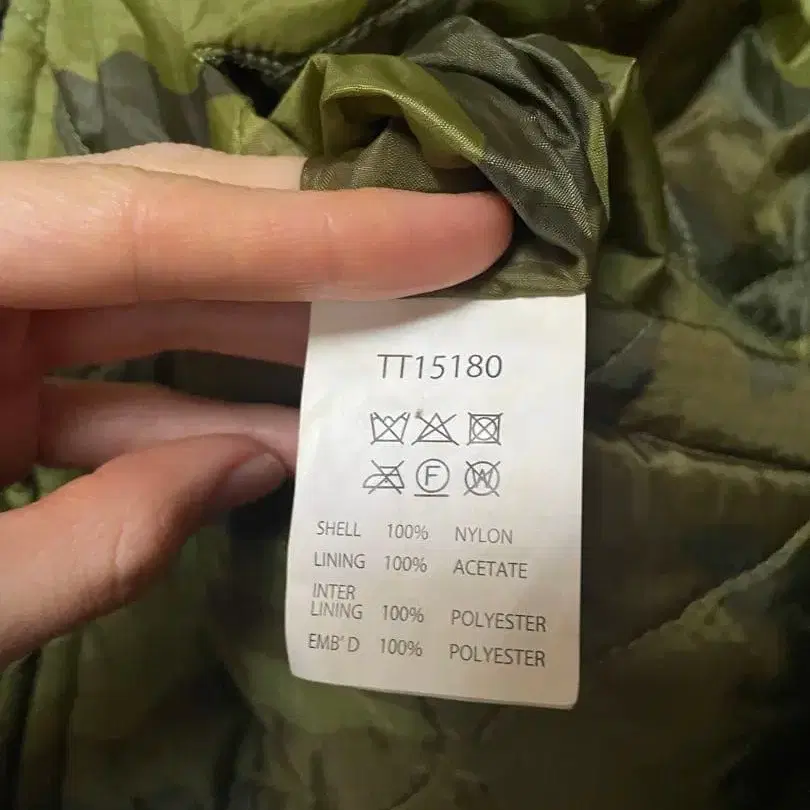 TT15180
F W
SHELL 100% NYLON
LINING 100% ACETATE
INTER
LINING 100% POLYESTER
EMB'D 100% POLYESTER